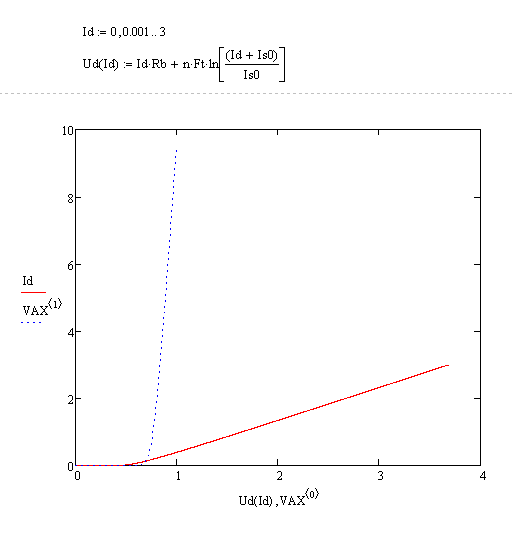 Id := 0,0.001..3
Ud(Id) := Id·Rb + n·Ft·ln[(Id + Is0)/Is0]
10
8
6
4
2
0
Id
VAX⟨1⟩
0 1 2 3 4
Ud(Id),VAX⟨0⟩